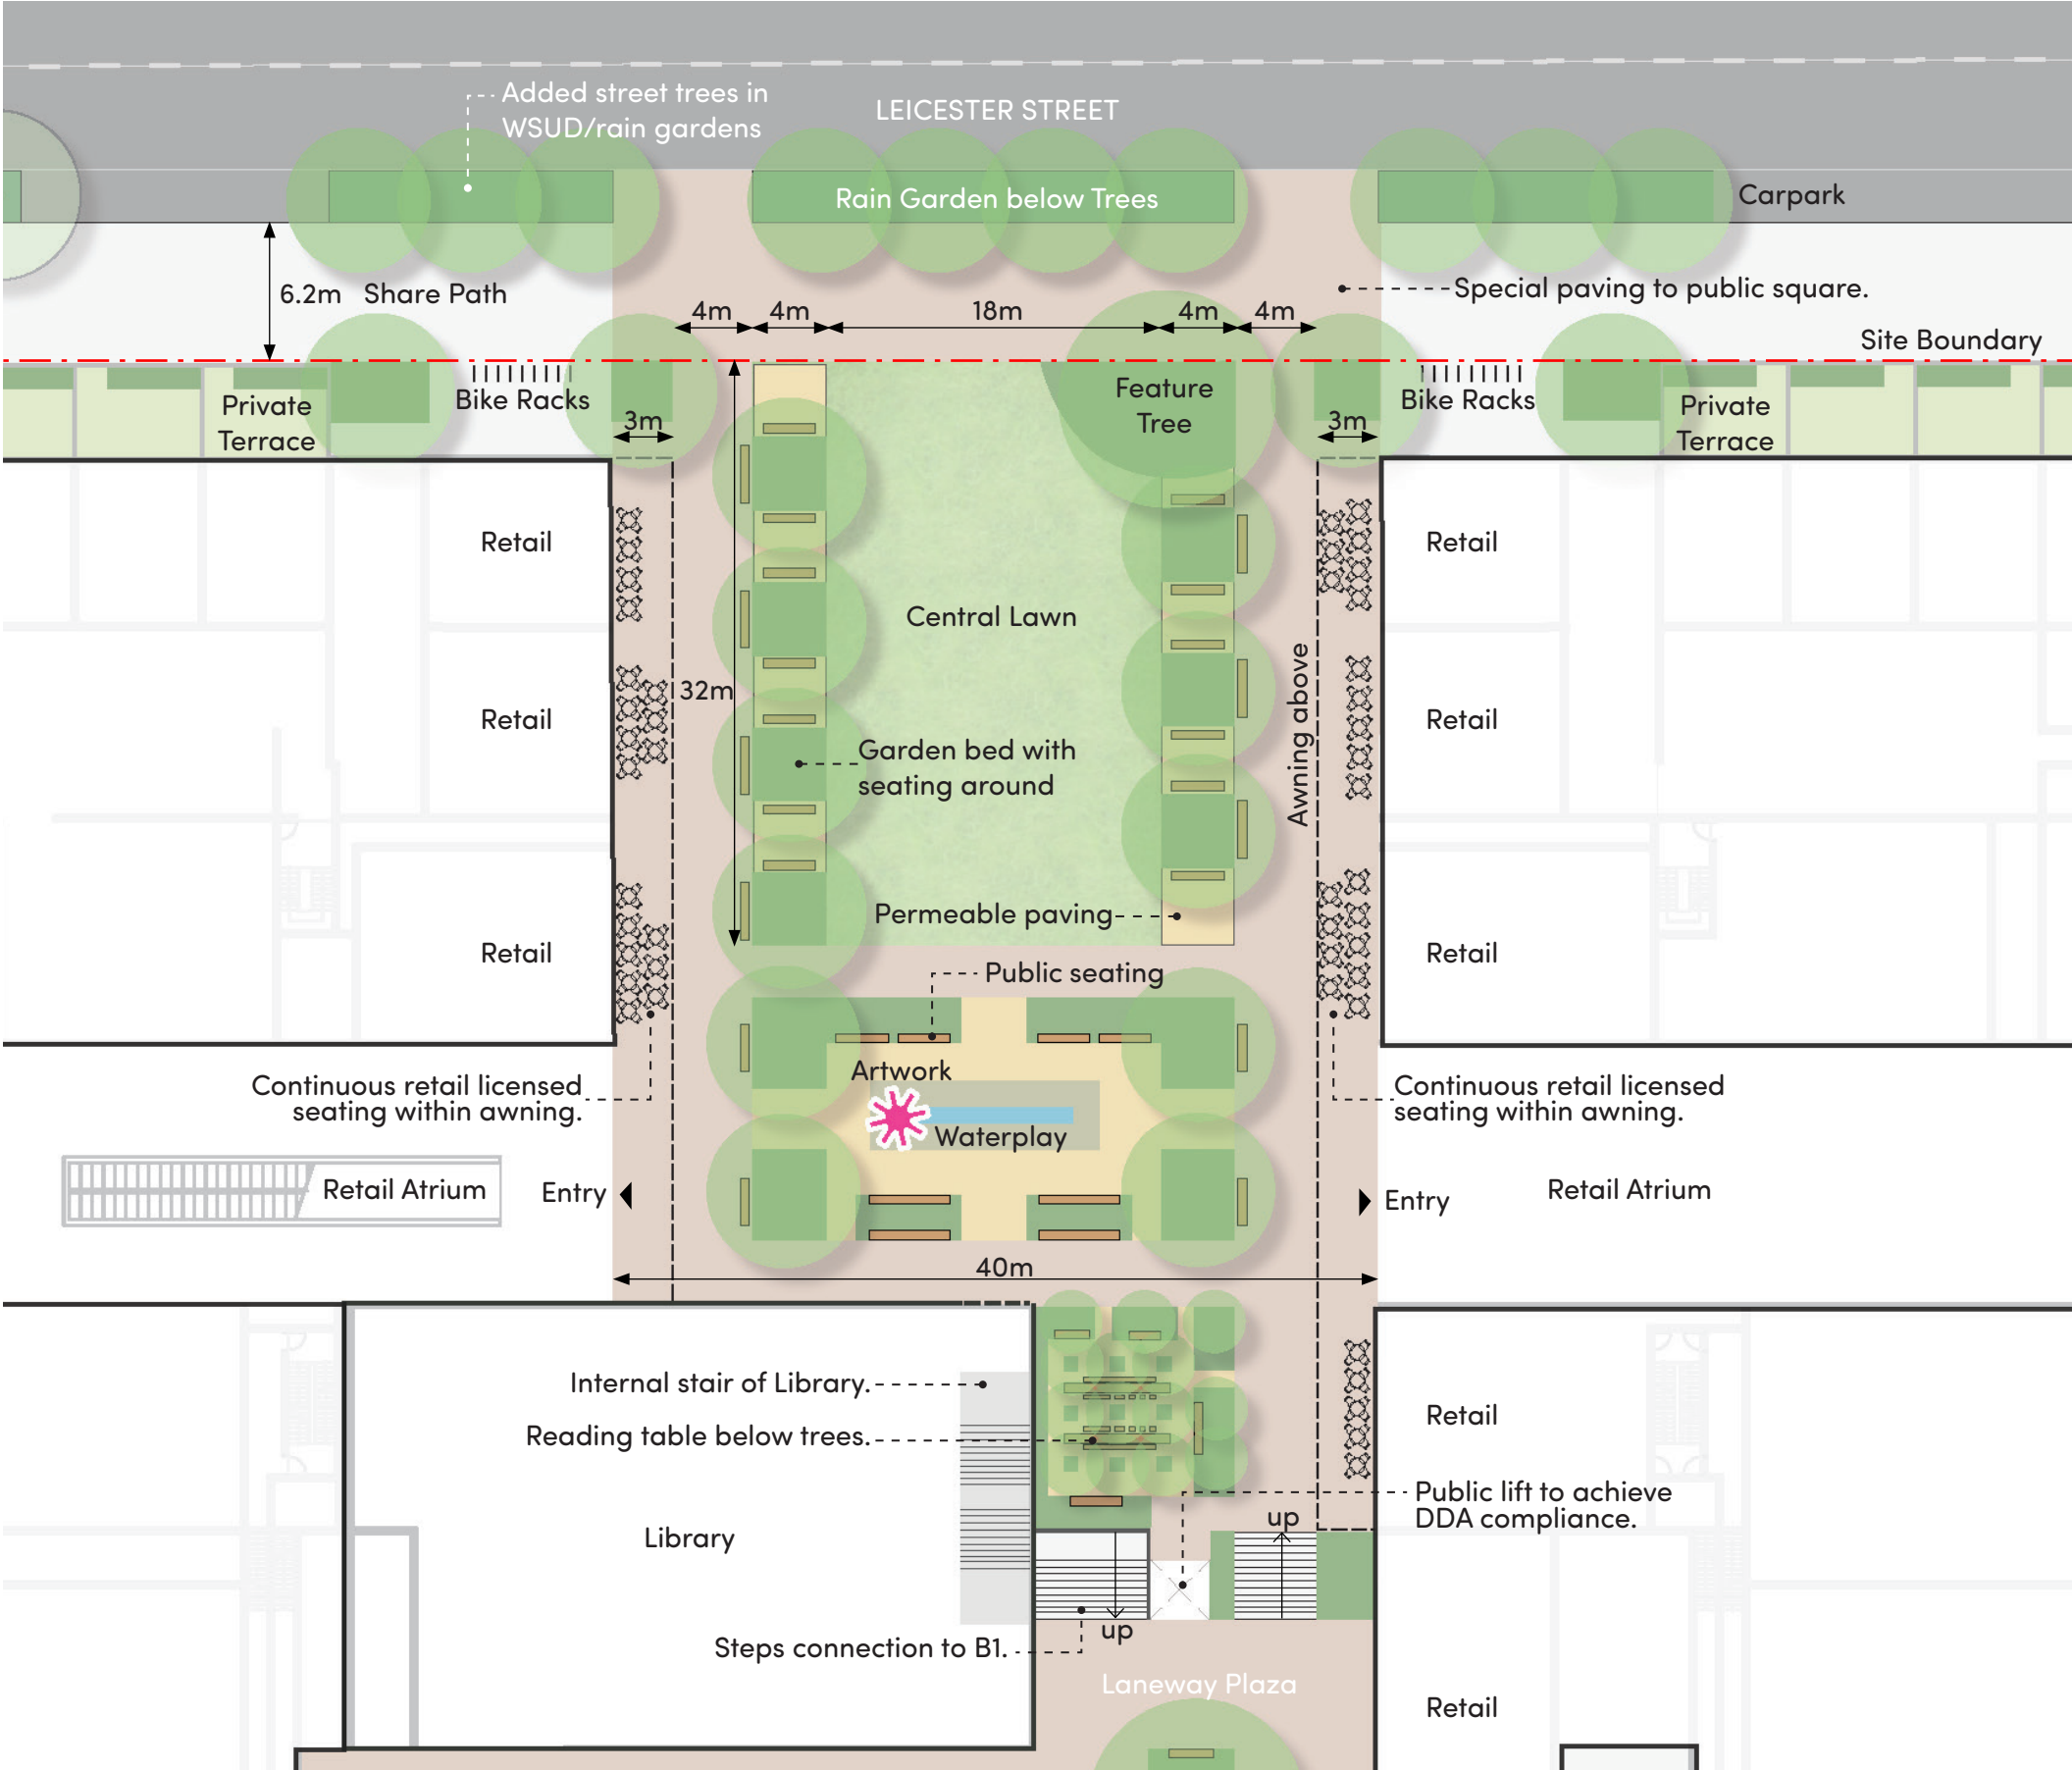 Added street trees in
WSUD/rain gardens
LEICESTER STREET
Rain Garden below Trees
Carpark
6.2m
Share Path
Special paving to public square.
4m
4m
18m
4m
4m
Site Boundary
Private
Terrace
Bike Racks
3m
Feature
Tree
3m
Bike Racks
Private
Terrace
Retail
Retail
Central Lawn
Awning above
32m
Retail
Retail
Garden bed with
seating around
Permeable paving
Retail
Retail
Public seating
Artwork
Waterplay
Continuous retail licensed
seating within awning.
Continuous retail licensed
seating within awning.
Retail Atrium
Entry
Entry
Retail Atrium
40m
Internal stair of Library.
Reading table below trees.
Retail
Library
Public lift to achieve
DDA compliance.
up
up
Steps connection to B1.
Laneway Plaza
Retail